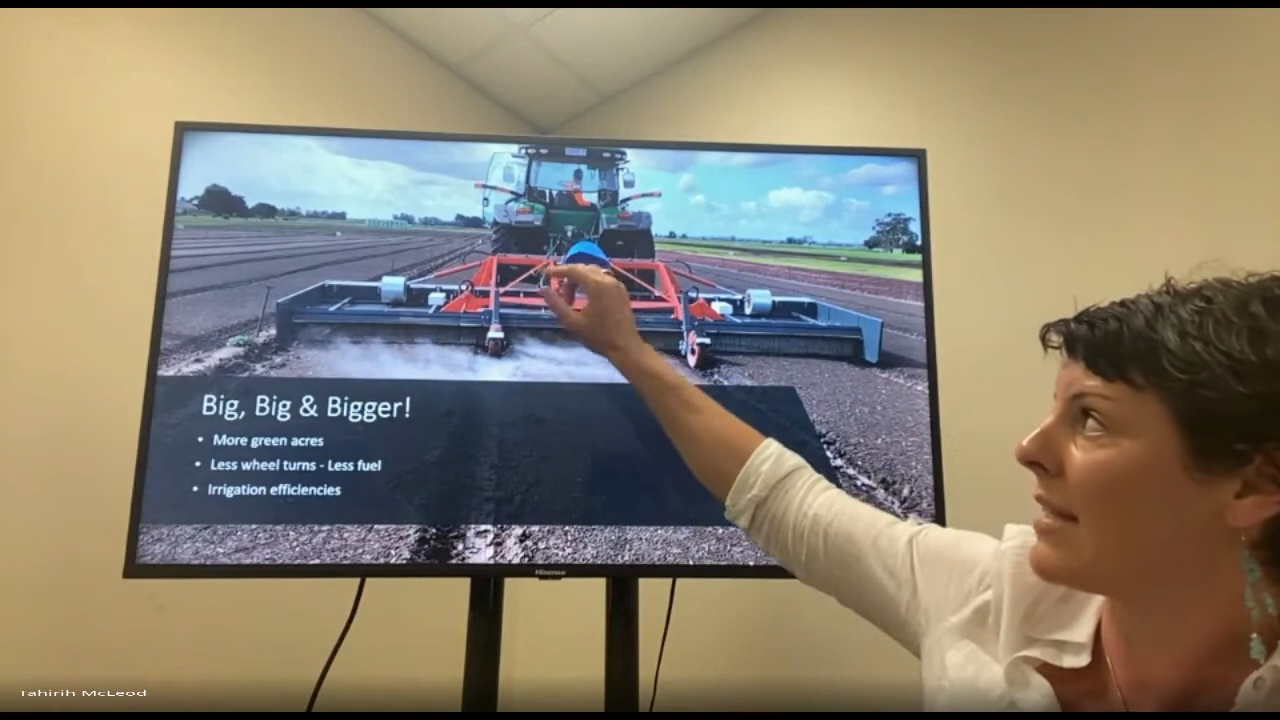 Big, Big & Bigger!
• More green acres
• Less wheel turns - Less fuel
• Irrigation efficiencies
Hisense
Tahirih McLeod